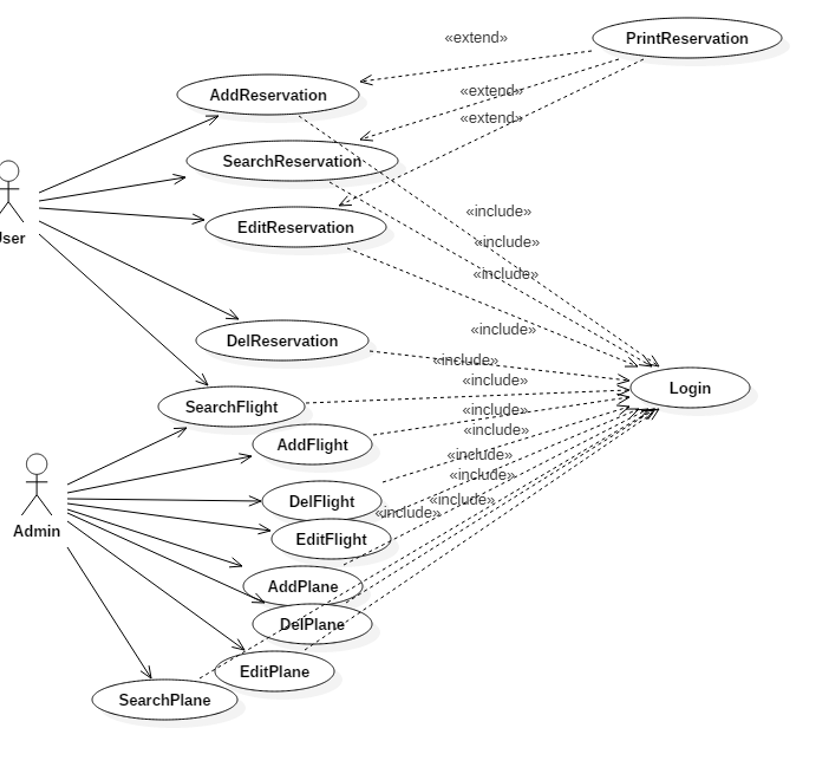 «extend»
PrintReservation
AddReservation
«extend»
«extend»
SearchReservation
«include»
EditReservation
User
«include»
«include»
«include»
DelReservation
«include»
«include»
Login
SearchFlight
«include»
«include»
AddFlight
«include»
«include»
DelFlight
«include»
«include»
Admin
EditFlight
AddPlane
DelPlane
EditPlane
SearchPlane